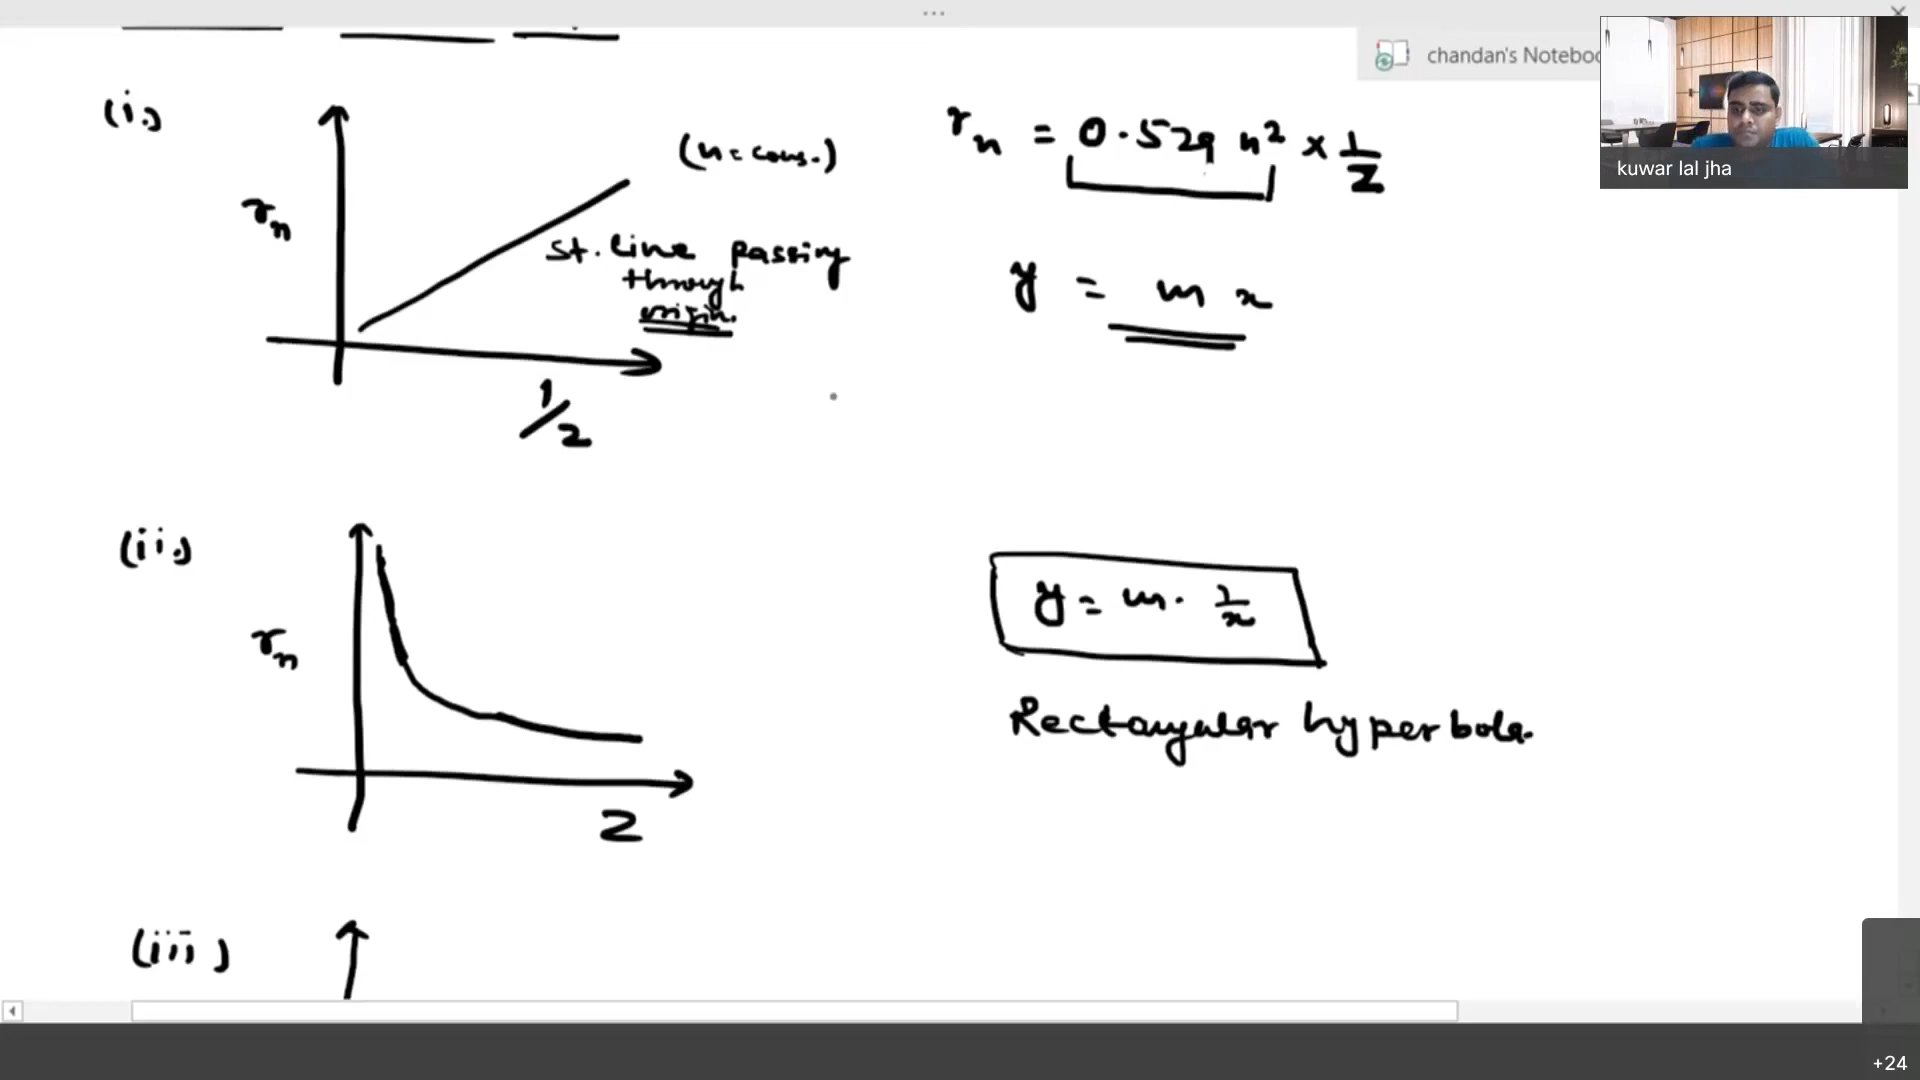 chandan's Noteboo
kuwar lal jha
(i.)
(n = cons.)
rn = 0.529 n² × 1/Z
rn
st. line passing
through
origin.
y = m x
1/Z
(ii.)
y = m. 1/x
rn
Rectangular hyperbola.
Z
(iii)
+24